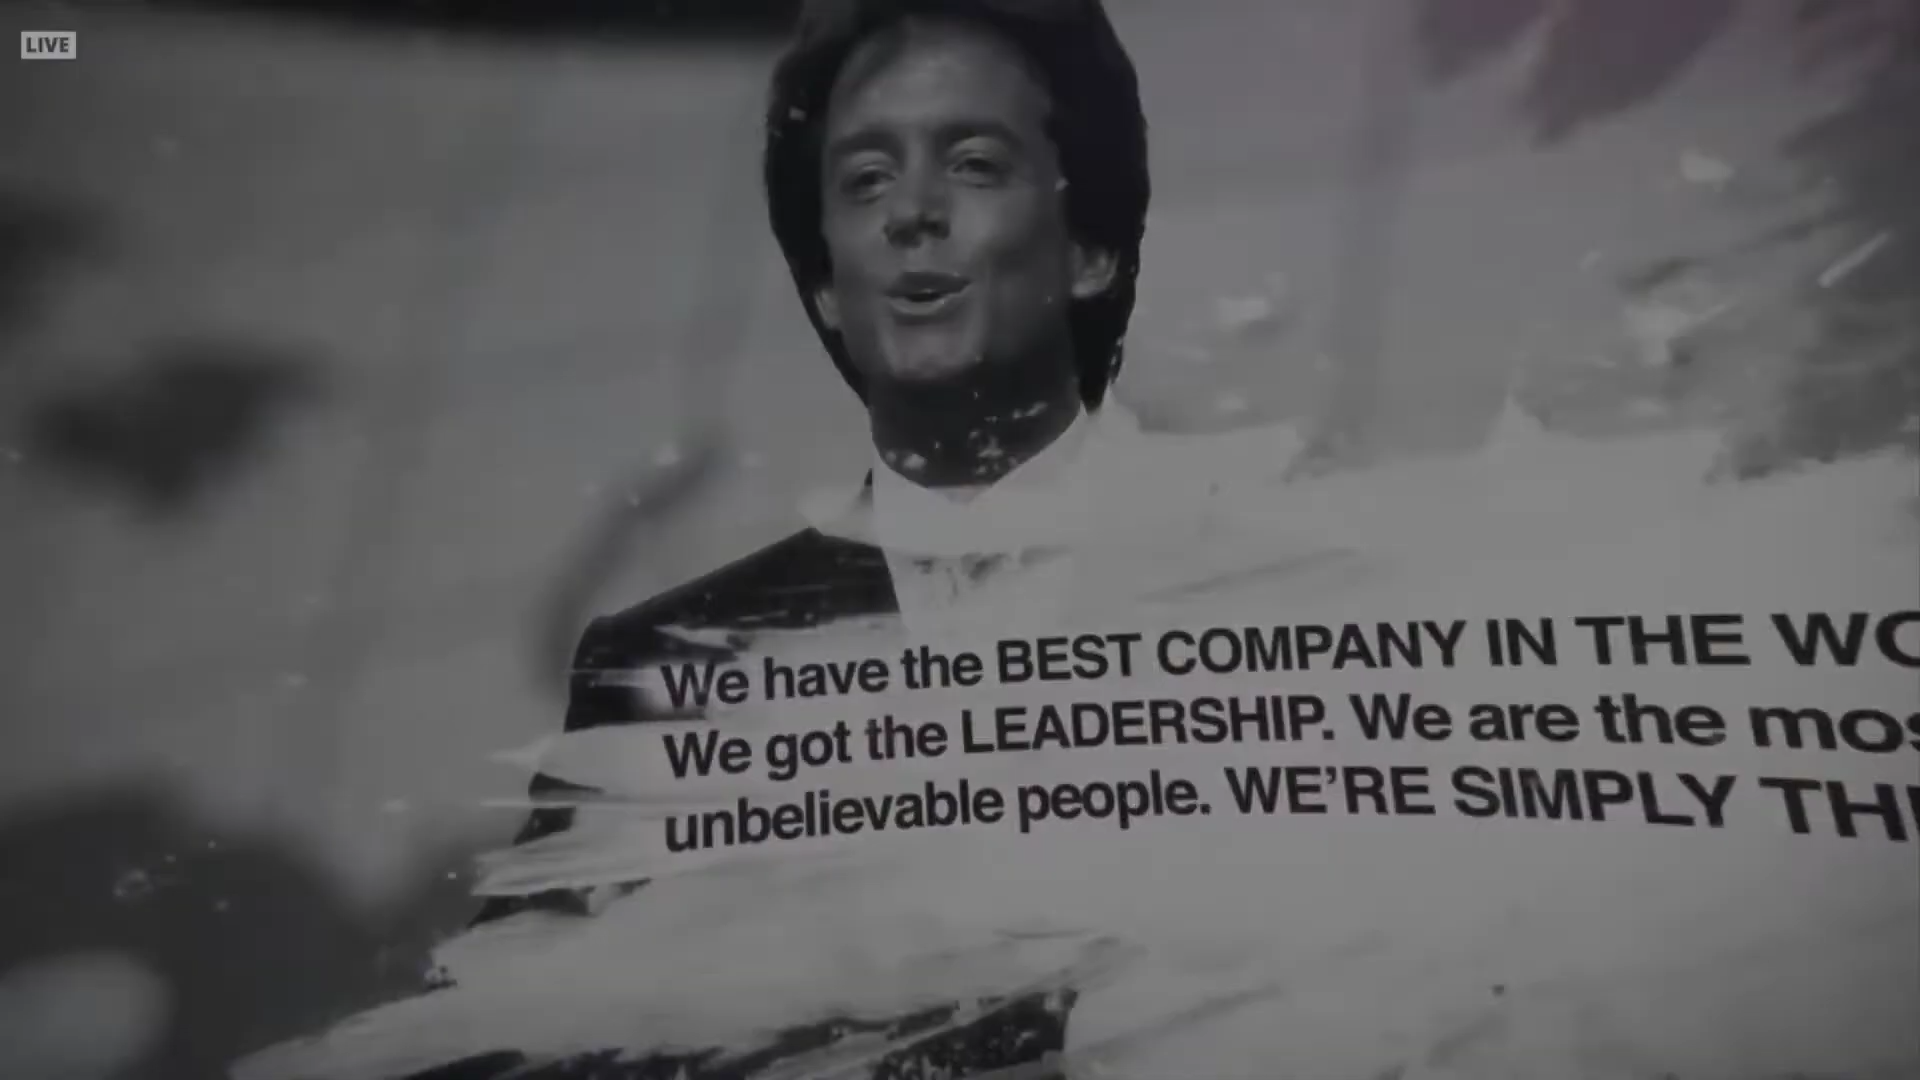 LIVE
We have the BEST COMPANY IN THE
We got the LEADERSHIP. We are the
unbelievable people. WE'RE SIMPLY